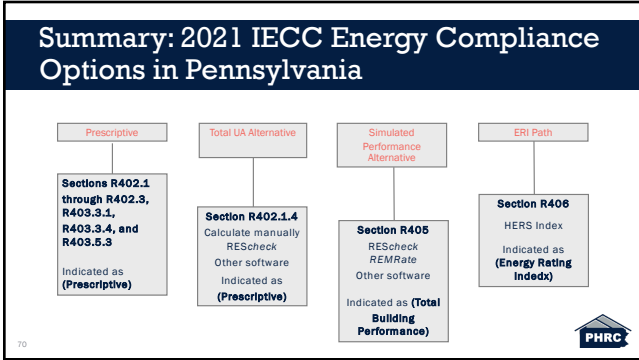 Summary: 2021 IECC Energy Compliance
Options in Pennsylvania
Prescriptive
Sections R402.1
through R402.3,
R403.3.1,
R403.3.4, and
R403.5.3
Indicated as
(Prescriptive)
Total UA Alternative
Section R402.1.4
Calculate manually
REScheck
Other software
Indicated as
(Prescriptive)
Simulated
Performance
Alternative
Section R405
REScheck
REMRate
Other software
Indicated as (Total
Building
Performance)
ERI Path
Section R406
HERS Index
Indicated as
(Energy Rating
Indedx)
70
PHRC